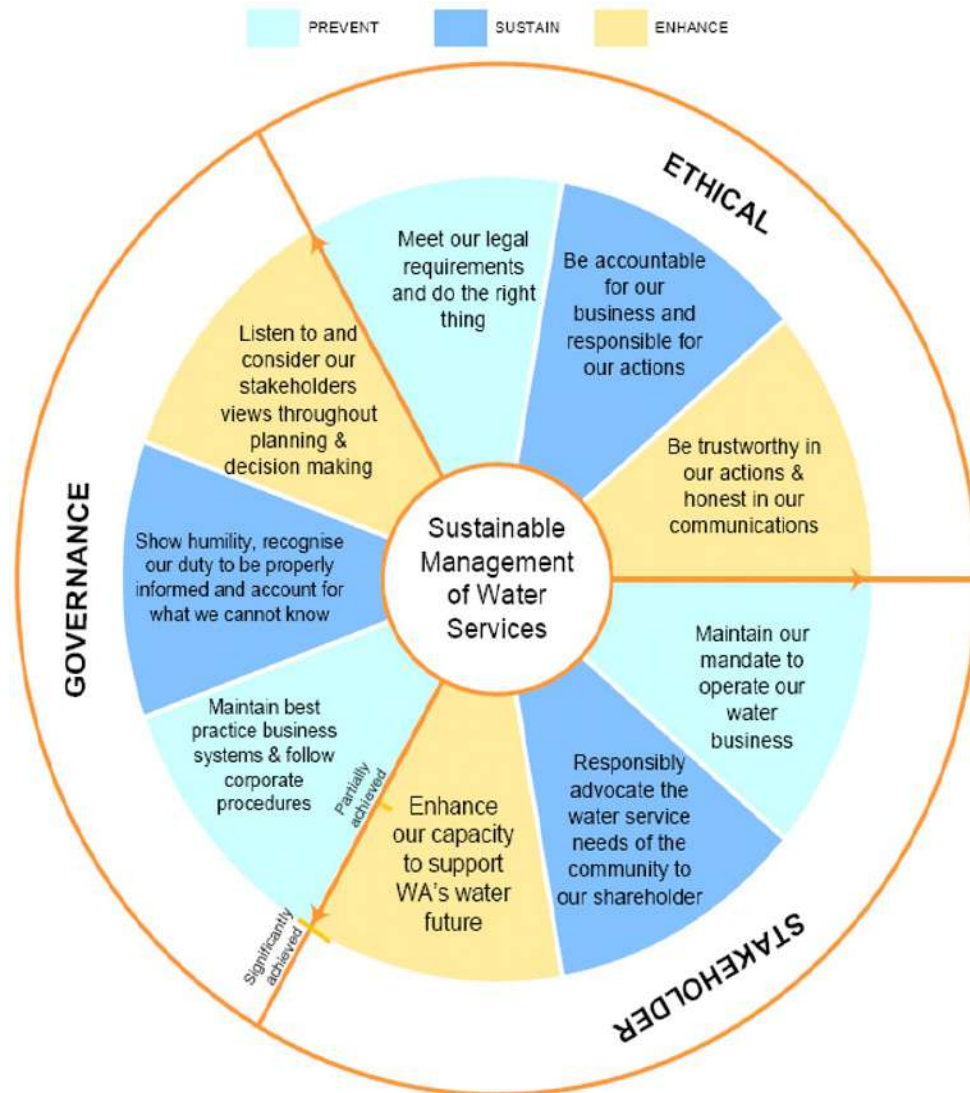 PREVENT
SUSTAIN
ENHANCE
ETHICAL
Meet our legal
requirements
and do the right
thing
Be accountable
for our
business and
responsible for
our actions
Be trustworthy in
our actions &
honest in our
communications
STAKEHOLDER
Maintain our
mandate to
operate our
water
business
Responsibly
advocate the
water service
needs of the
community to
our shareholder
Enhance
our capacity
to support
WA's water
future
GOVERNANCE
Maintain best
practice business
systems & follow
corporate
procedures
Show humility, recognise
our duty to be properly
informed and account for
what we cannot know
Listen to and
consider our
stakeholders
views throughout
planning &
decision making
Sustainable
Management
of Water
Services
Partially
achieved
Significantly
achieved